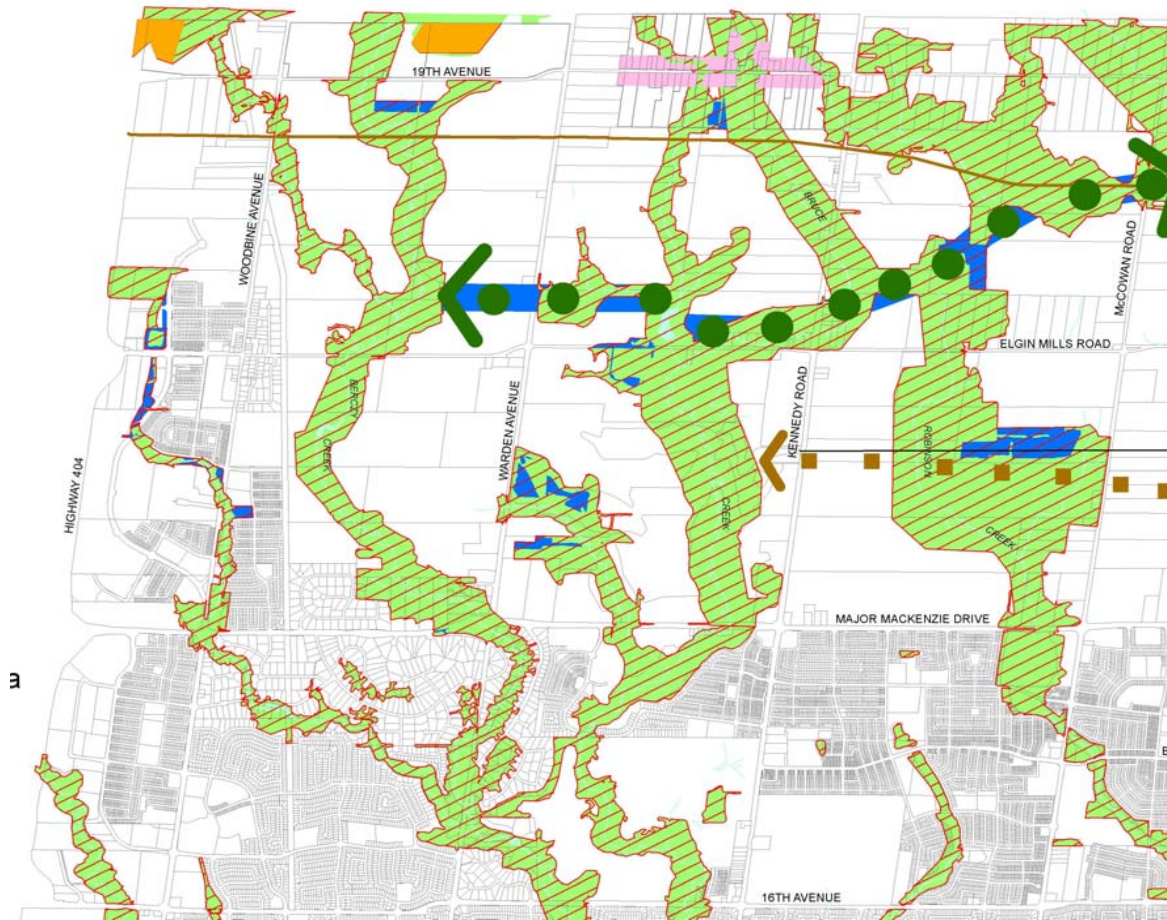 19TH AVENUE
WOODBINE AVENUE
BRUCE
McCOWAN ROAD
ELGIN MILLS ROAD
BERCZY
CREEK
WARDEN AVENUE
KENNEDY ROAD
ROBINSON
HIGHWAY 404
CREEK
CREEK
MAJOR MACKENZIE DRIVE
a
16TH AVENUE